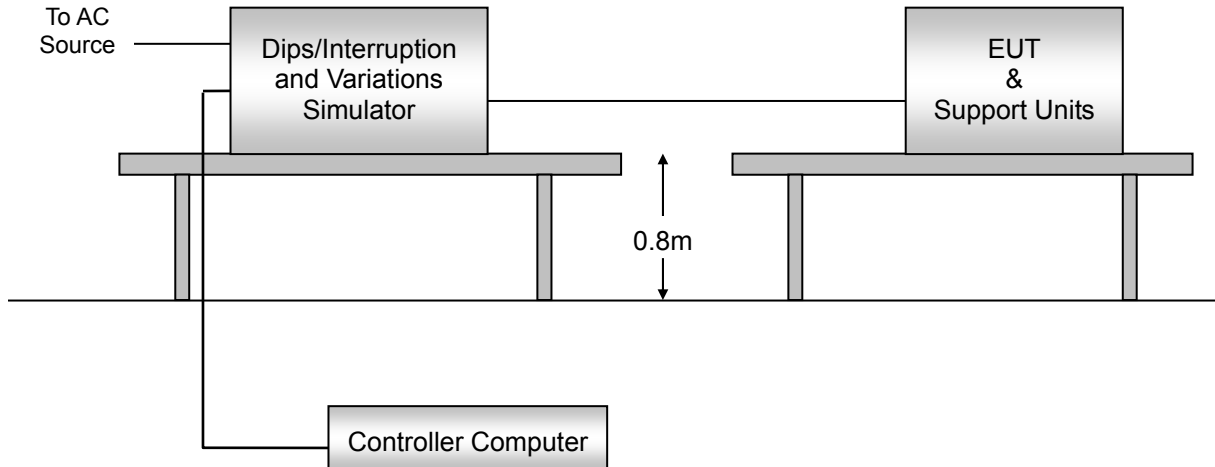 To AC
Source
Dips/Interruption
and Variations
Simulator
EUT
&
Support Units
0.8m
Controller Computer